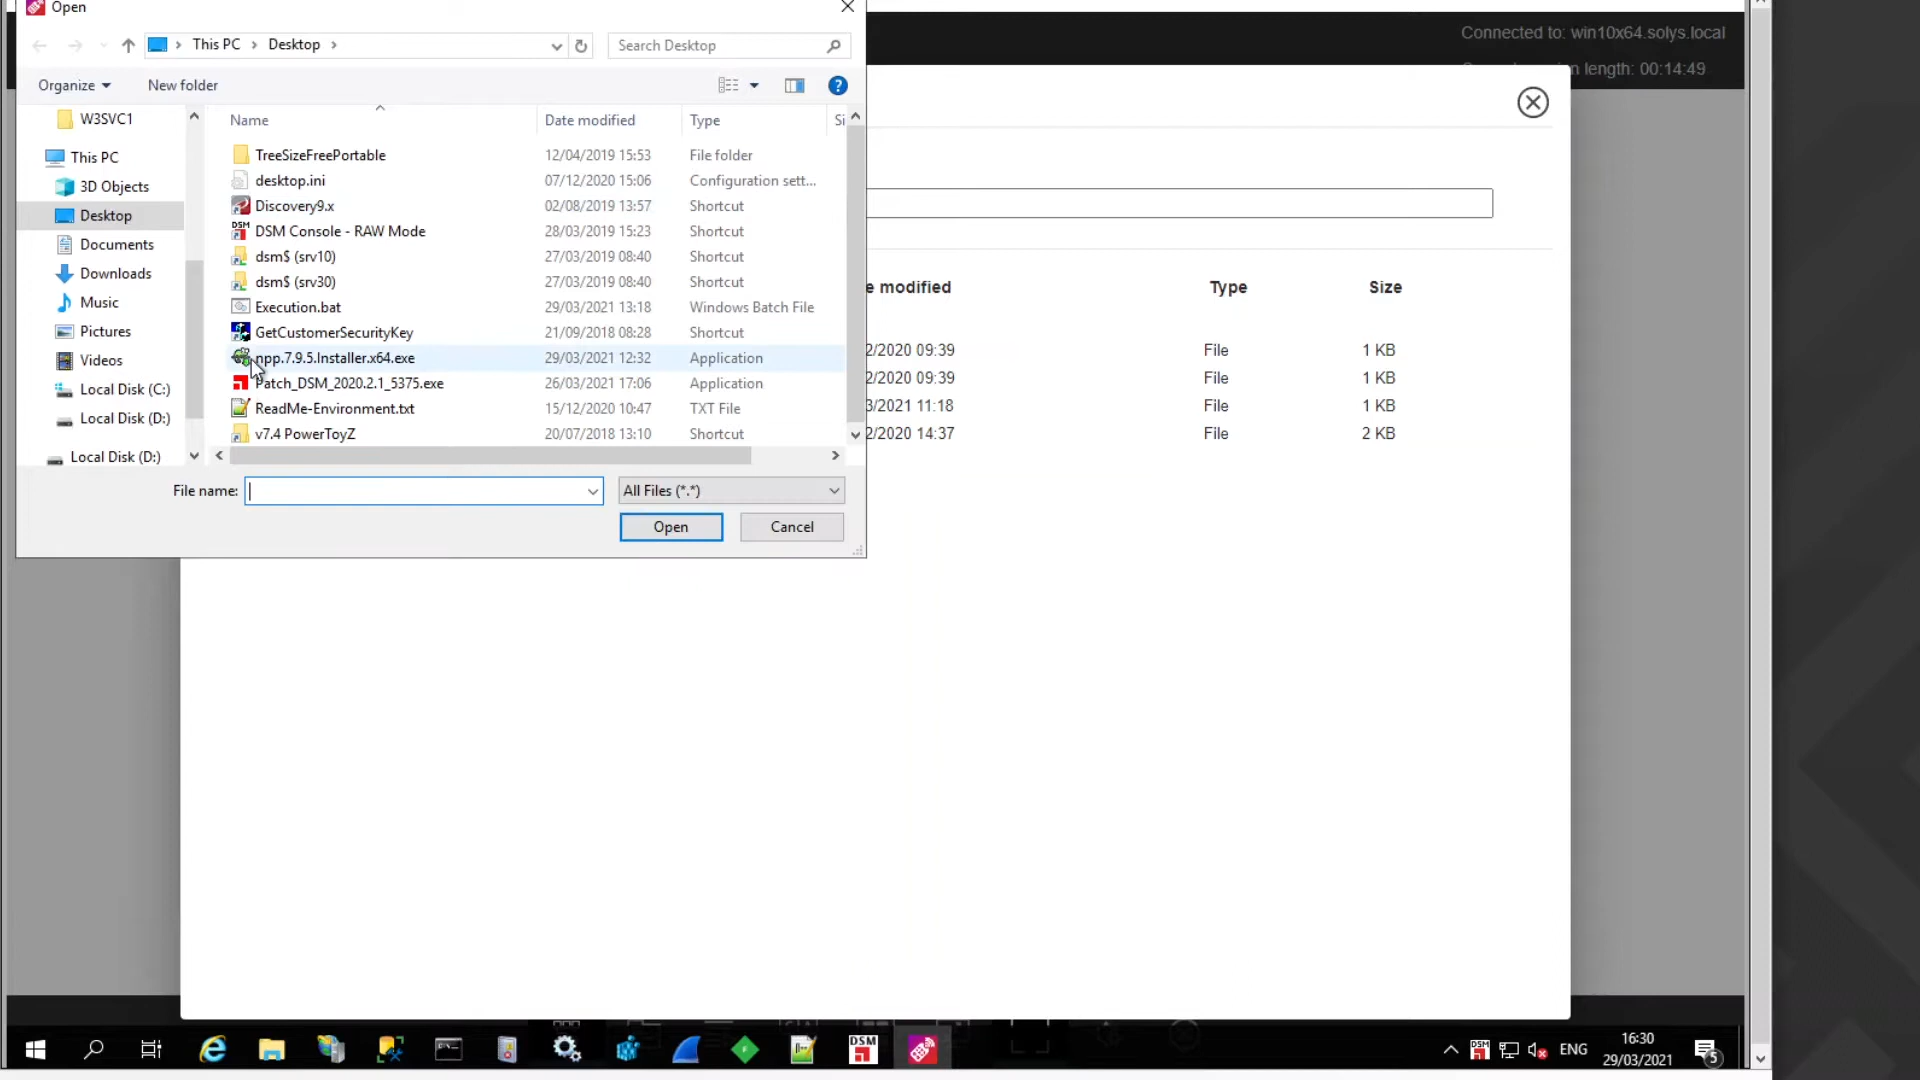 Open
This PC > Desktop >
Search Desktop
Connected to: win10x64.solys.local
n length: 00:14:49
Organize
New folder
Name
Date modified
Type
Si
W3SVC1
This PC
3D Objects
Desktop
Documents
Downloads
Music
Pictures
Videos
Local Disk (C:)
Local Disk (D:)
Local Disk (D:)
TreeSizeFreePortable 12/04/2019 15:53 File folder
desktop.ini 07/12/2020 15:06 Configuration sett...
Discovery9.x 02/08/2019 13:57 Shortcut
DSM Console - RAW Mode 28/03/2019 15:23 Shortcut
dsm$ (srv10) 27/03/2019 08:40 Shortcut
dsm$ (srv30) 27/03/2019 08:40 Shortcut
Execution.bat 29/03/2021 13:18 Windows Batch File
GetCustomerSecurityKey 21/09/2018 08:28 Shortcut
npp.7.9.5.Installer.x64.exe 29/03/2021 12:32 Application
Patch_DSM_2020.2.1_5375.exe 26/03/2021 17:06 Application
ReadMe-Environment.txt 15/12/2020 10:47 TXT File
v7.4 PowerToyZ 20/07/2018 13:10 Shortcut
File name:
All Files (*.*)
Open
Cancel
e modified Type Size
2/2020 09:39 File 1 KB
2/2020 09:39 File 1 KB
3/2021 11:18 File 1 KB
2/2020 14:37 File 2 KB
DSM
DSM
ENG
16:30
29/03/2021
5